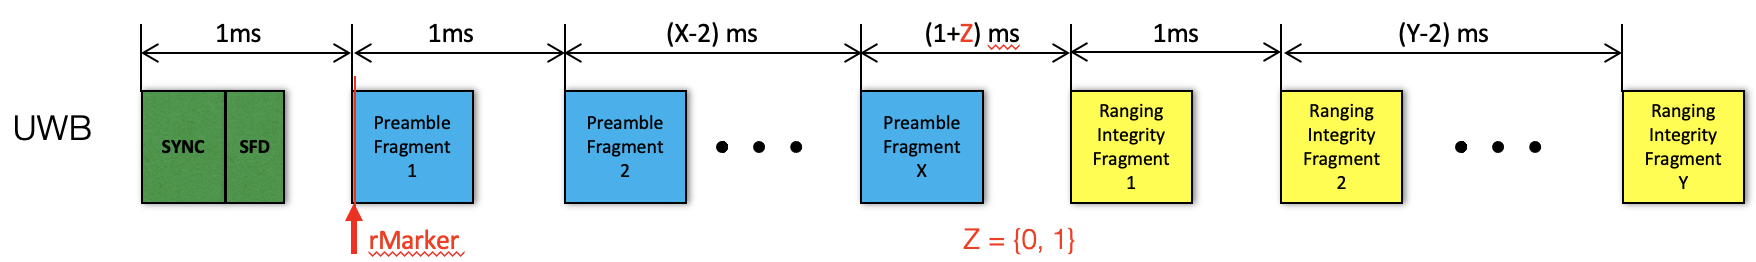 1ms
1ms
(X-2) ms
(1+Z) ms
1ms
(Y-2) ms
UWB
SYNC
SFD
Preamble
Fragment
1
Preamble
Fragment
2
Preamble
Fragment
X
Ranging
Integrity
Fragment
1
Ranging
Integrity
Fragment
2
Ranging
Integrity
Fragment
Y
rMarker
Z = {0, 1}